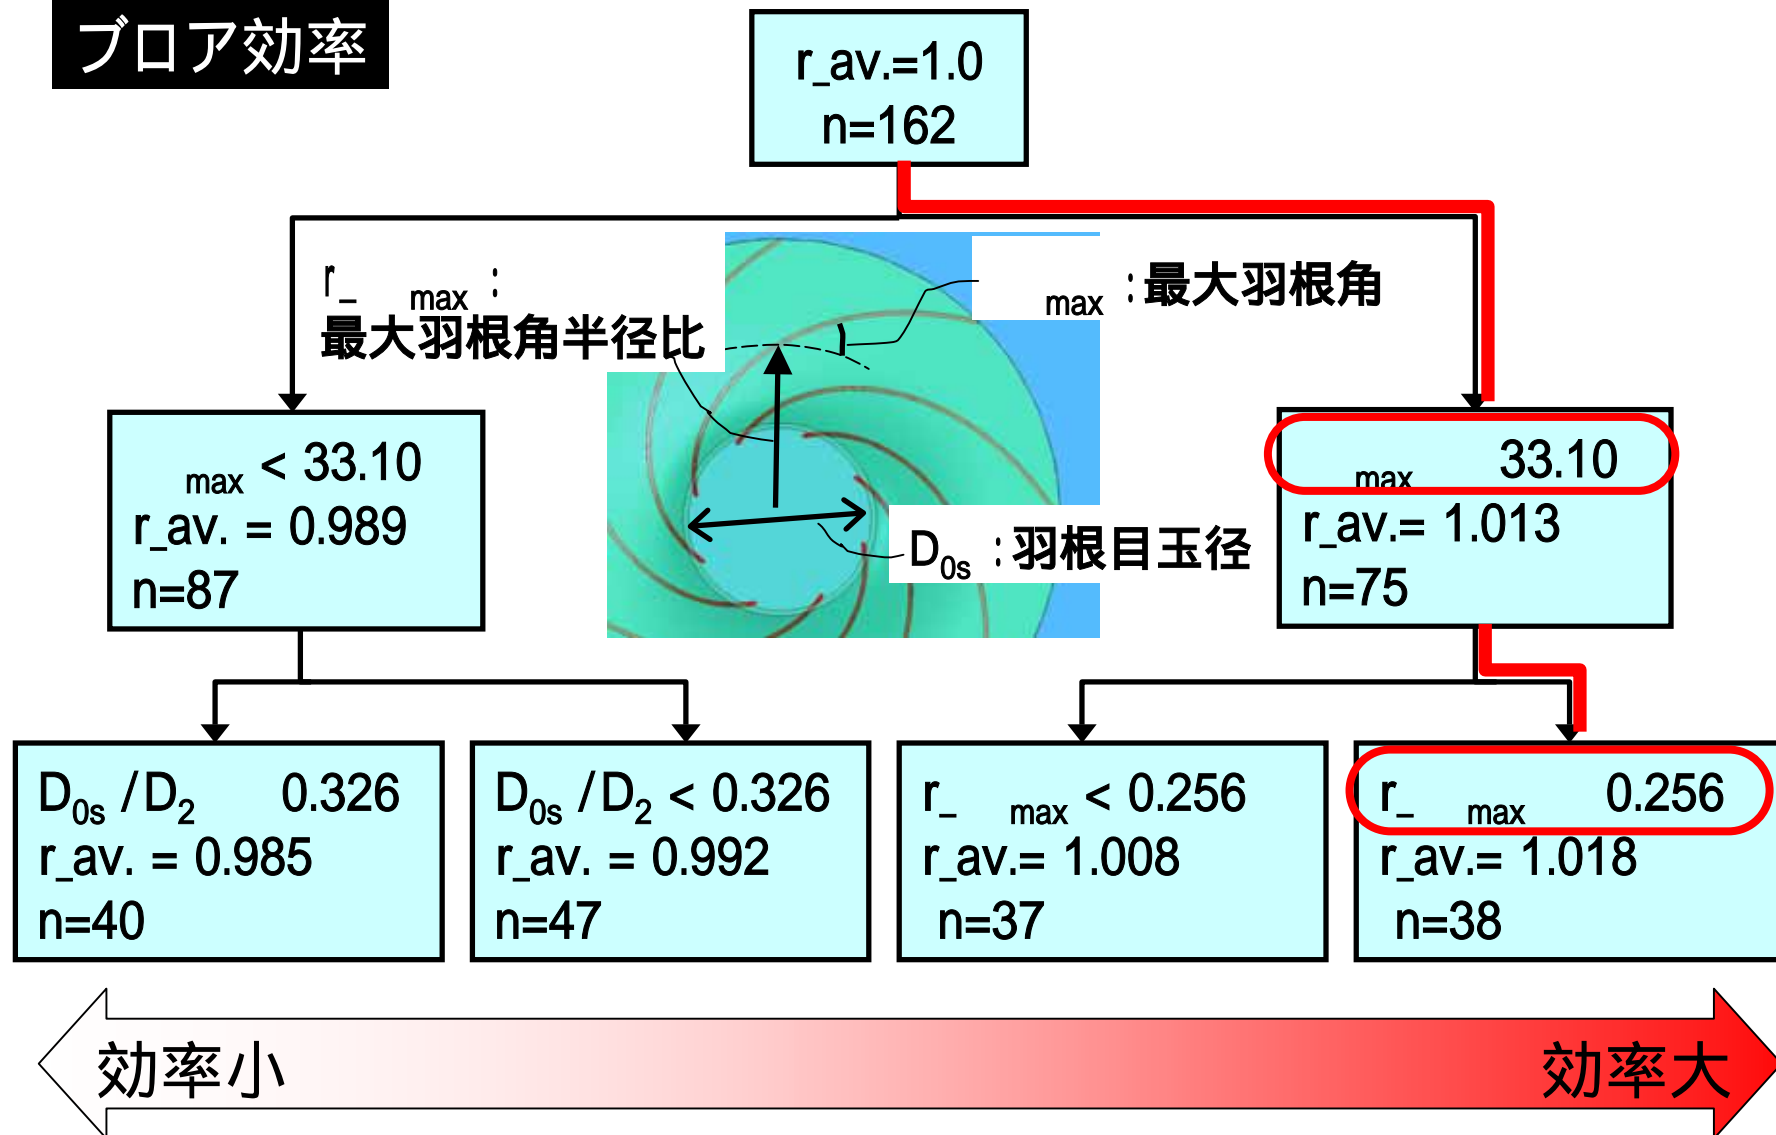 ブロア効率
r_av.=1.0
n=162
r_ max :
最大羽根角半径比
max :最大羽根角
D0s :羽根目玉径
max < 33.10
r_av. = 0.989
n=87
max 33.10
r_av.= 1.013
n=75
D0s /D2 0.326
r_av. = 0.985
n=40
D0s /D2 < 0.326
r_av. = 0.992
n=47
r_ max < 0.256
r_av.= 1.008
n=37
r_ max 0.256
r_av.= 1.018
n=38
効率小
効率大